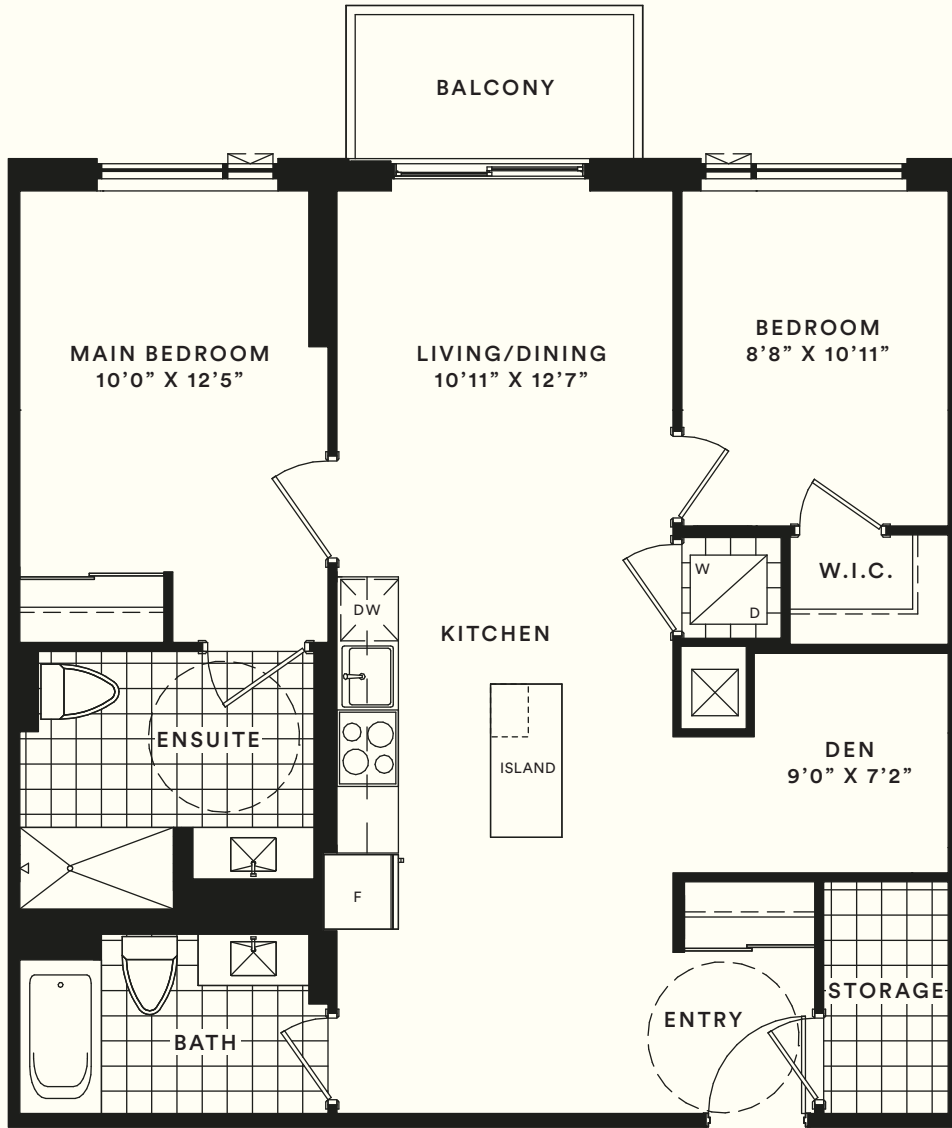 BALCONY
MAIN BEDROOM
10’0” X 12’5”
LIVING/DINING
10’11” X 12’7”
BEDROOM
8’8” X 10’11”
W.I.C.
W
D
DW
KITCHEN
ENSUITE
ISLAND
DEN
9’0” X 7’2”
F
STORAGE
ENTRY
BATH